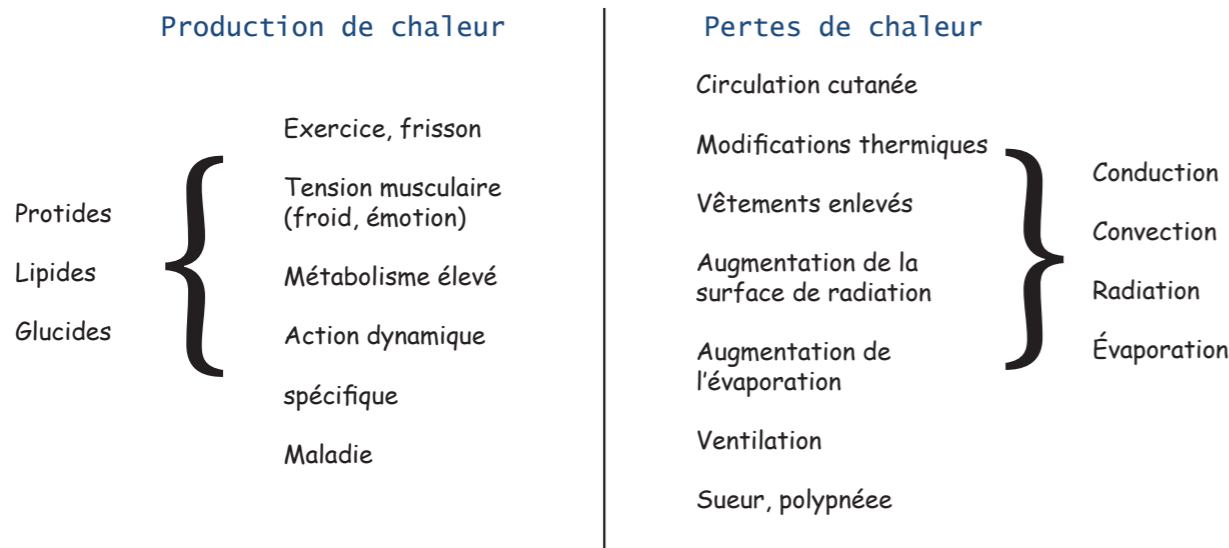 Production de chaleur
Protides
Lipides
Glucides
Exercice, frisson
Tension musculaire
(froid, émotion)
Métabolisme élevé
Action dynamique
spécifique
Maladie
Pertes de chaleur
Circulation cutanée
Modifications thermiques
Vêtements enlevés
Augmentation de la
surface de radiation
Augmentation de
l'évaporation
Ventilation
Sueur, polypnéee
Conduction
Convection
Radiation
Évaporation